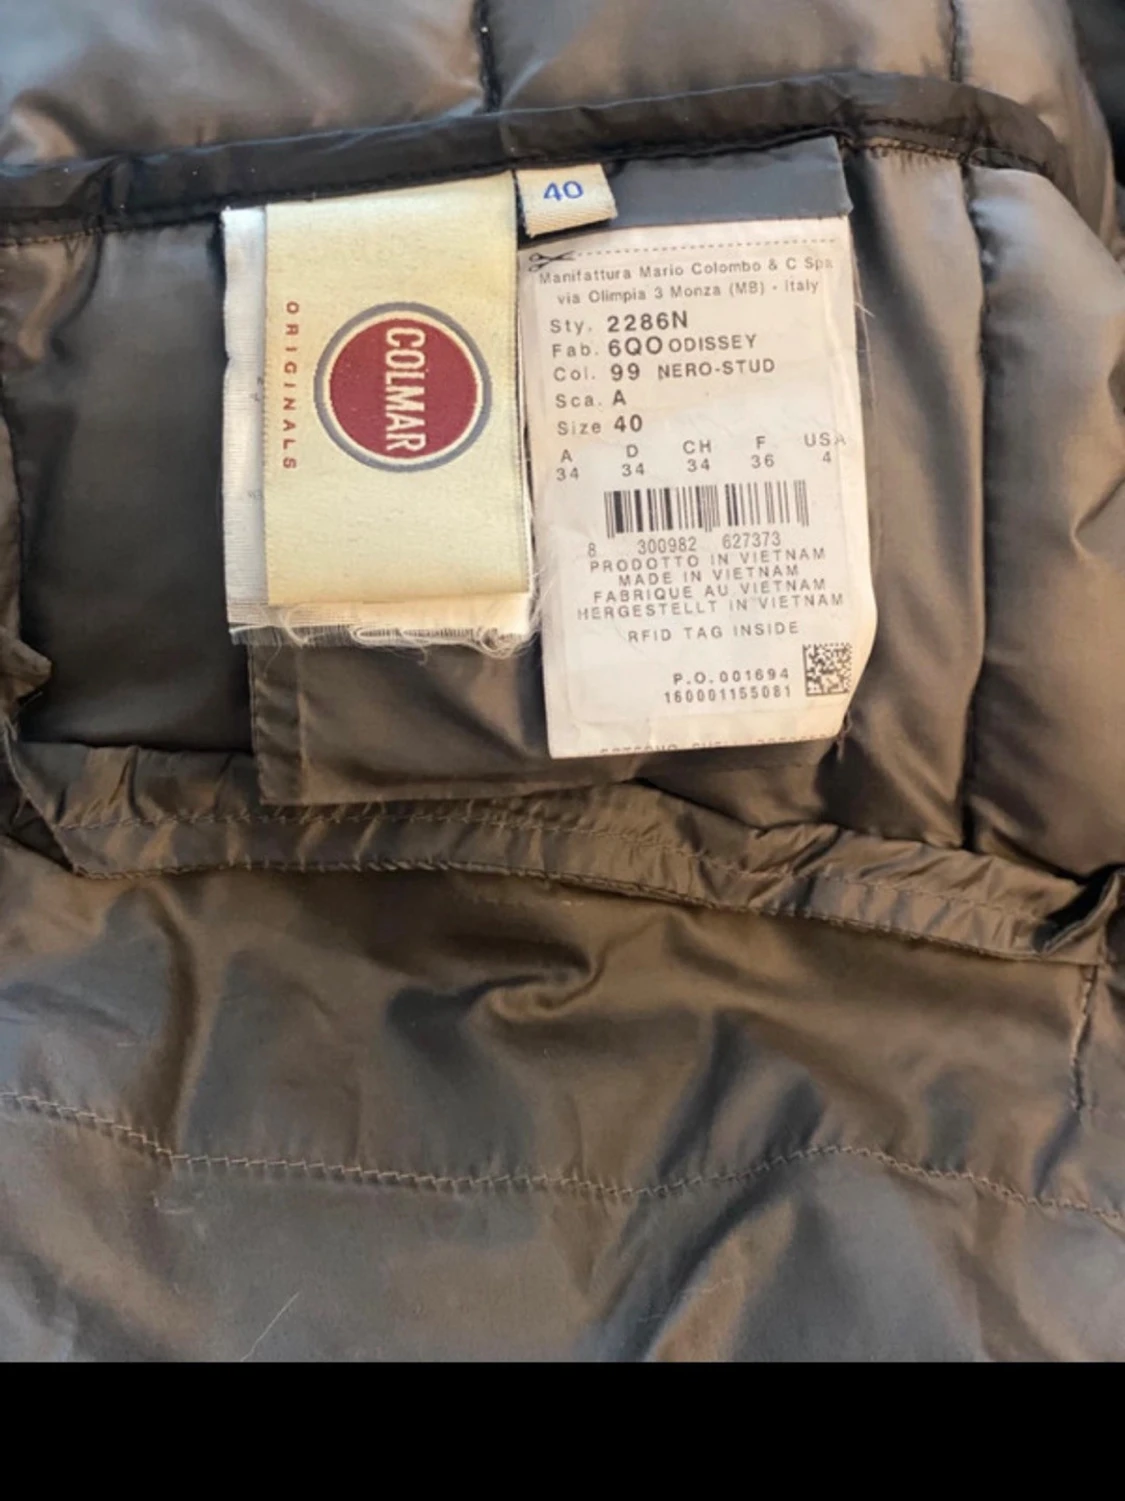 40
ORIGINALS
COLMAR
Manifattura Mario Colombo & C Spa
via Olimpia 3 Monza (MB) - Italy
Sty. 2286N
Fab. 6QO ODISSEY
Col. 99 NERO-STUD
Sca. A
Size 40
A D CH F USA
34 34 34 36 4
8 300982 627373
PRODOTTO IN VIETNAM
MADE IN VIETNAM
FABRIQUE AU VIETNAM
HERGESTELLT IN VIETNAM
RFID TAG INSIDE
P.O. 001694
160001155081